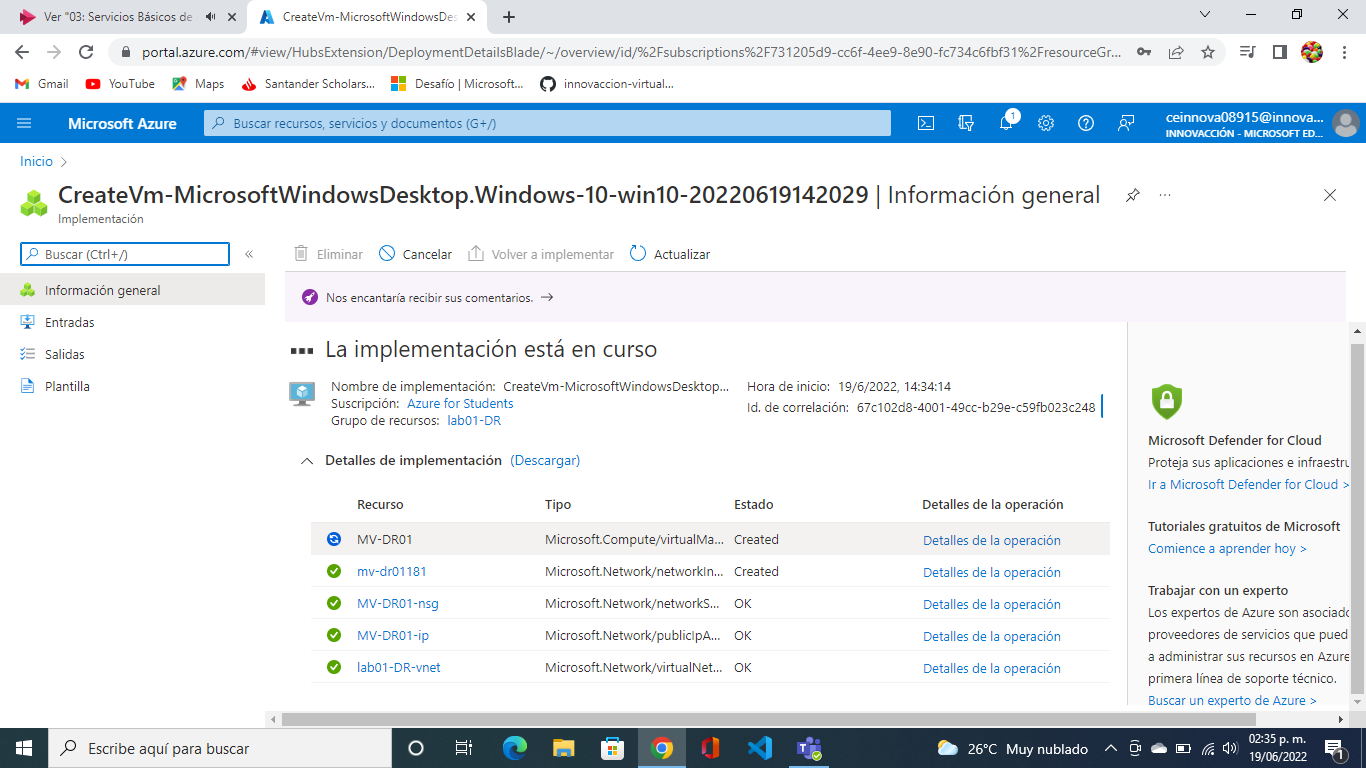 Ver "03: Servicios Básicos de
CreateVm-MicrosoftWindowsDes
portal.azure.com/#view/HubsExtension/DeploymentDetailsBlade/~/overview/id/%2Fsubscriptions%2F731205d9-cc6f-4ee9-8e90-fc734c6fbf31%2FresourceGr...
Gmail YouTube Maps Santander Scholars... Desafío | Microsoft... innovaccion-virtual...
Microsoft Azure
Buscar recursos, servicios y documentos (G+/)
1
ceinnova08915@innova...
INNOVACCIÓN - MICROSOFT ED...
Inicio
CreateVm-MicrosoftWindowsDesktop.Windows-10-win10-20220619142029 | Información general
Implementación
Buscar (Ctrl+/)
«
Eliminar Cancelar Volver a implementar Actualizar
Información general
Entradas
Salidas
Plantilla
Nos encantaría recibir sus comentarios. →
La implementación está en curso
Nombre de implementación: CreateVm-MicrosoftWindowsDesktop...
Suscripción: Azure for Students
Grupo de recursos: lab01-DR
Hora de inicio: 19/6/2022, 14:34:14
Id. de correlación: 67c102d8-4001-49cc-b29e-c59fb023c248
Detalles de implementación (Descargar)
Recurso Tipo Estado Detalles de la operación
MV-DR01 Microsoft.Compute/virtualMa... Created Detalles de la operación
mv-dr01181 Microsoft.Network/networkIn... Created Detalles de la operación
MV-DR01-nsg Microsoft.Network/networkS... OK Detalles de la operación
MV-DR01-ip Microsoft.Network/publicIpA... OK Detalles de la operación
lab01-DR-vnet Microsoft.Network/virtualNet... OK Detalles de la operación
Microsoft Defender for Cloud
Proteja sus aplicaciones e infraestru
Ir a Microsoft Defender for Cloud >
Tutoriales gratuitos de Microsoft
Comience a aprender hoy >
Trabajar con un experto
Los expertos de Azure son asociado
proveedores de servicios que pued
a administrar sus recursos en Azure
primera línea de soporte técnico.
Buscar un experto de Azure >
Escribe aquí para buscar
26°C Muy nublado
02:35 p. m.
19/06/2022
1